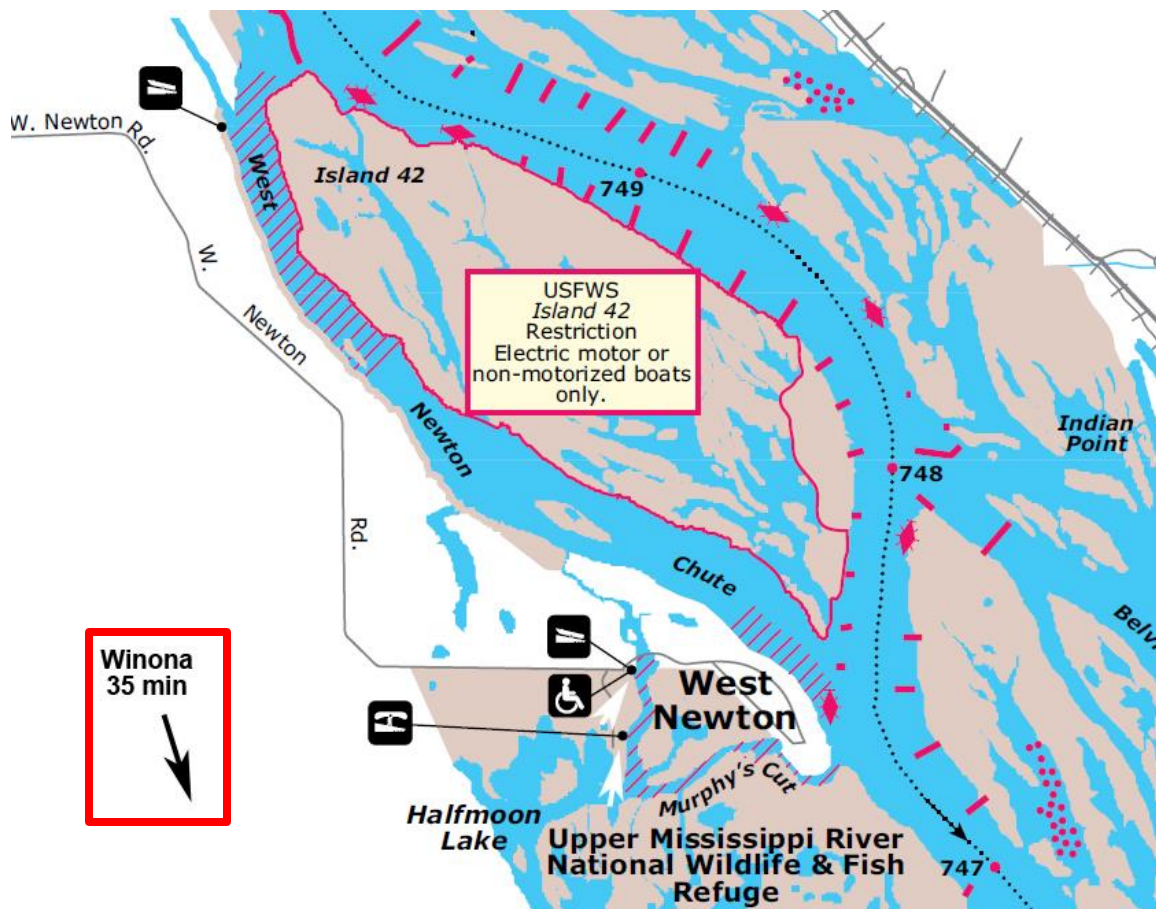 W. Newton Rd.
West
Island 42
749
W.
Newton
USFWS
Island 42
Restriction
Electric motor or
non-motorized boats
only.
Newton
Indian
Point
748
Rd.
Chute
Belvi
Winona
35 min
West
Newton
Murphy's Cut
Halfmoon
Lake
Upper Mississippi River
National Wildlife & Fish
Refuge
747